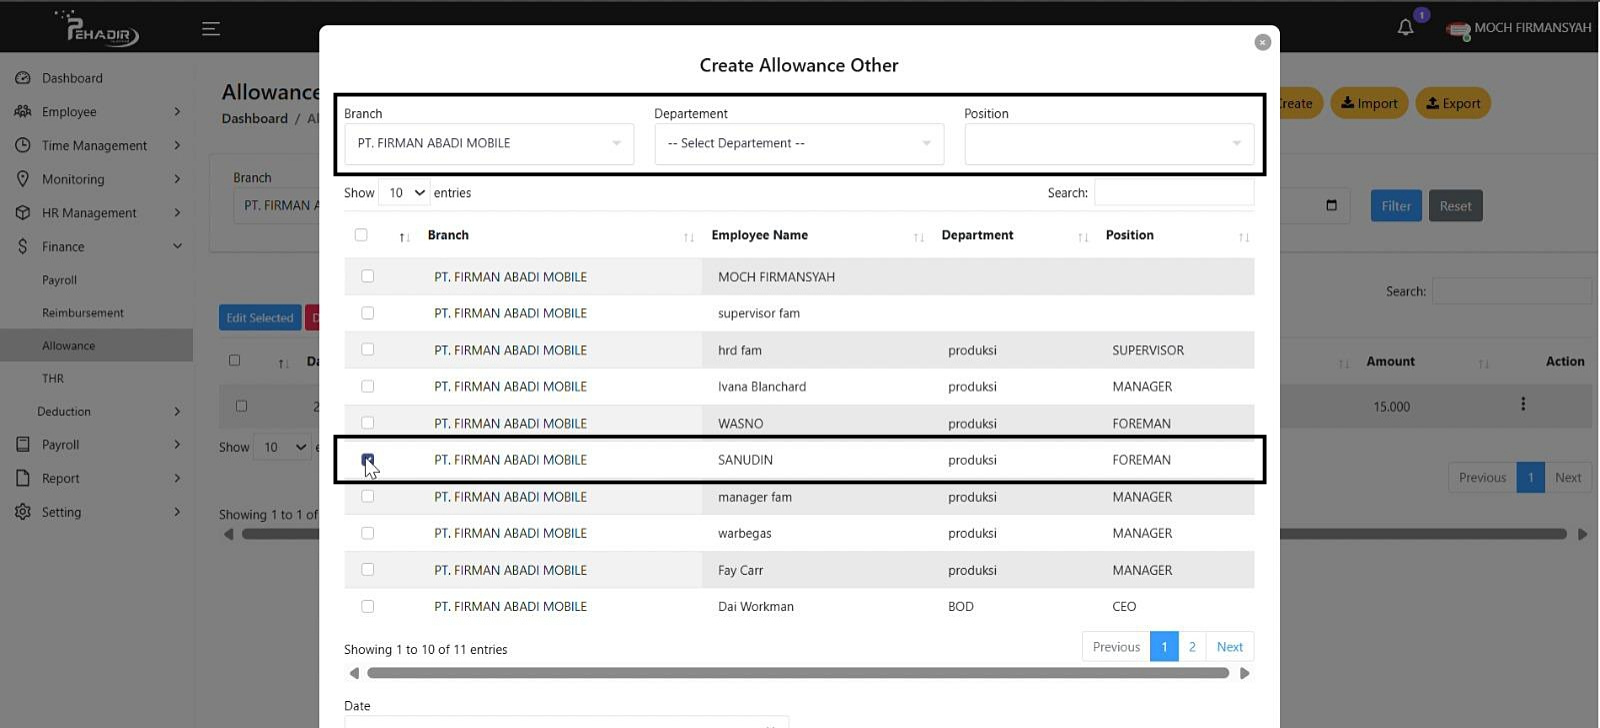 PEHADIR
1
MOCH FIRMANSYAH
Dashboard
Employee
Time Management
Monitoring
HR Management
Finance
Payroll
Reimbursement
Allowance
THR
Deduction
Payroll
Report
Setting
Allowance
Dashboard /
Import
Export
Branch
PT. FIRMAN
Filter
Reset
Search:
Edit Selected
Amount
Action
15.000
Show 10
Showing 1 to 1 of
Previous 1 Next
Create Allowance Other
Branch Departement Position
PT. FIRMAN ABADI MOBILE -- Select Departement --
Show 10 entries Search:
Branch Employee Name Department Position
PT. FIRMAN ABADI MOBILE MOCH FIRMANSYAH
PT. FIRMAN ABADI MOBILE supervisor fam
PT. FIRMAN ABADI MOBILE hrd fam produksi SUPERVISOR
PT. FIRMAN ABADI MOBILE Ivana Blanchard produksi MANAGER
PT. FIRMAN ABADI MOBILE WASNO produksi FOREMAN
PT. FIRMAN ABADI MOBILE SANUDIN produksi FOREMAN
PT. FIRMAN ABADI MOBILE manager fam produksi MANAGER
PT. FIRMAN ABADI MOBILE warbegas produksi MANAGER
PT. FIRMAN ABADI MOBILE Fay Carr produksi MANAGER
PT. FIRMAN ABADI MOBILE Dai Workman BOD CEO
Showing 1 to 10 of 11 entries Previous 1 2 Next
Date